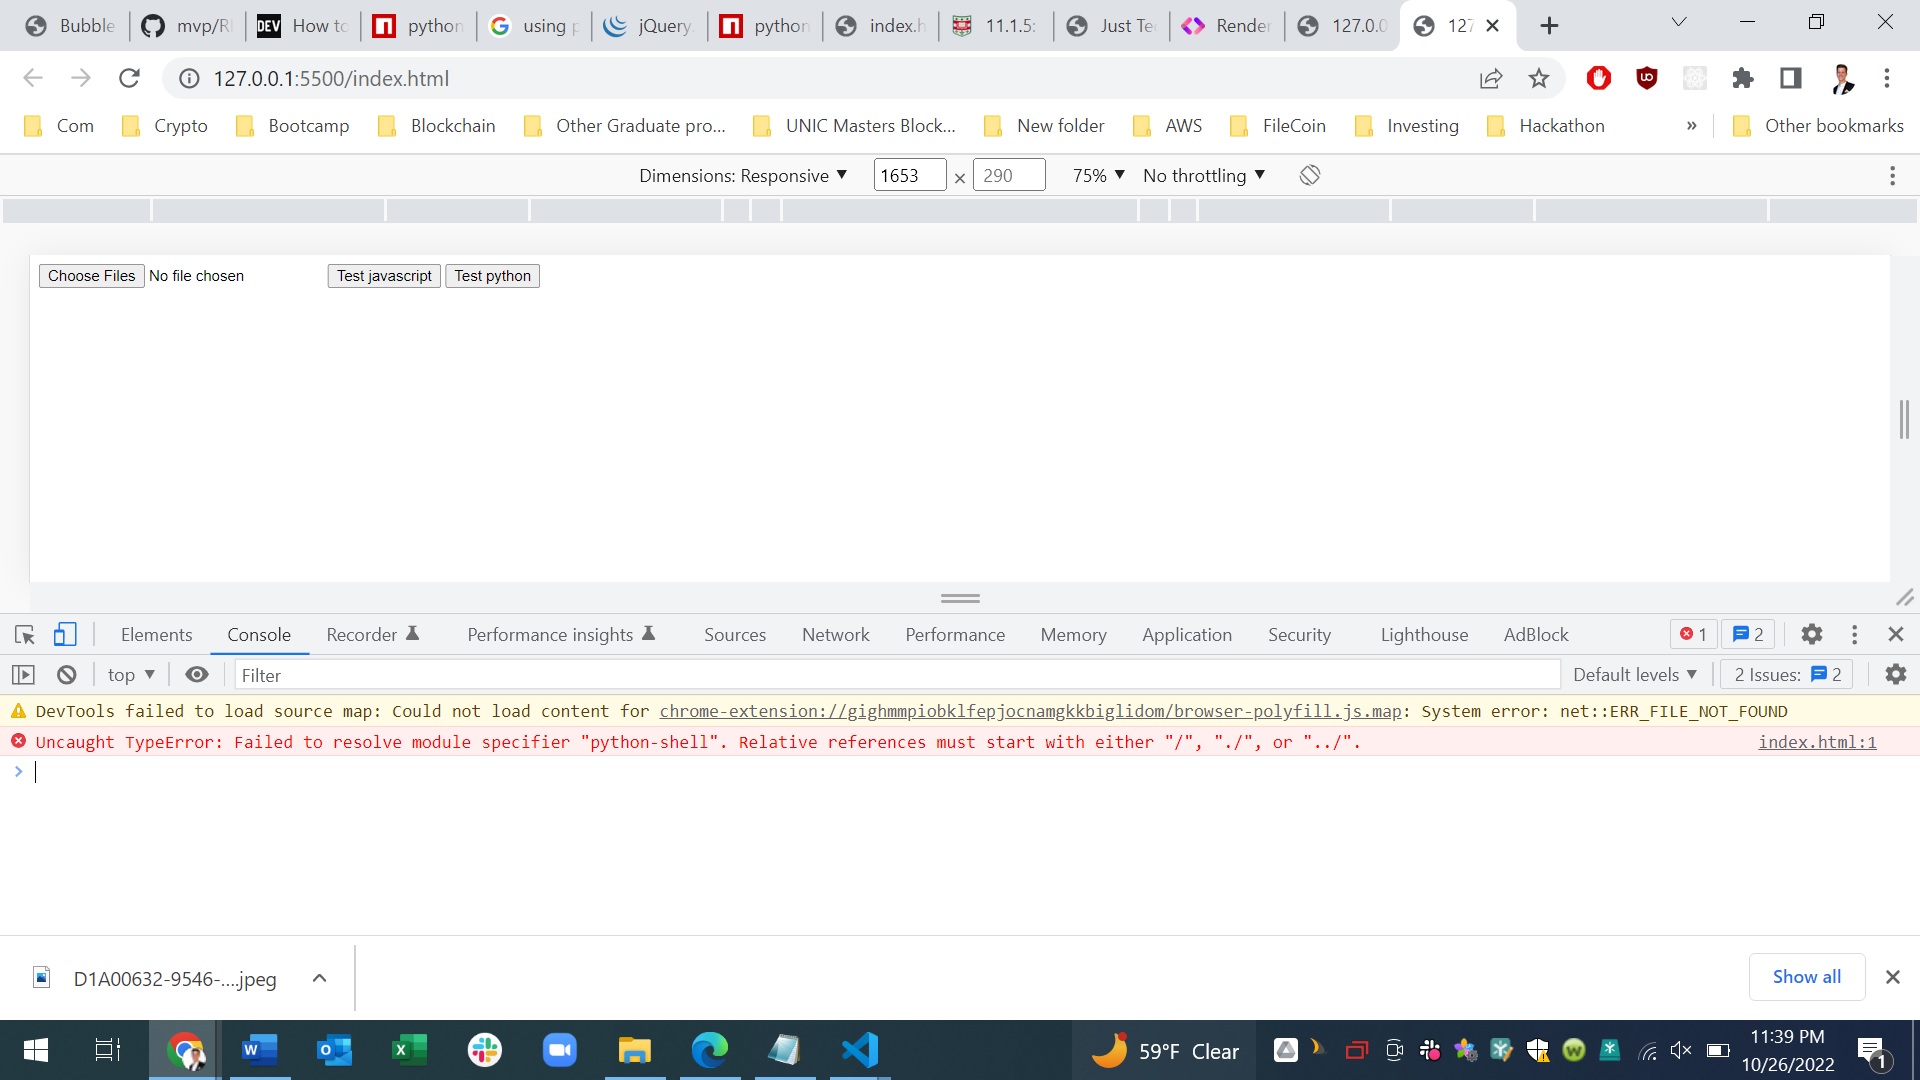 Bubble mvp/RI How to python using p jQuery. python index.h 11.1.5: Just Te Render 127.0.0 127
127.0.0.1:5500/index.html
Com Crypto Bootcamp Blockchain Other Graduate pro... UNIC Masters Block... New folder AWS FileCoin Investing Hackathon » Other bookmarks
Dimensions: Responsive 1653 × 290 75% No throttling
Choose Files No file chosen Test javascript Test python
Elements Console Recorder Performance insights Sources Network Performance Memory Application Security Lighthouse AdBlock 1 2
top Filter Default levels 2 Issues: 2
DevTools failed to load source map: Could not load content for chrome-extension://gighmmpiobklfepjocnamgkkbiglidom/browser-polyfill.js.map: System error: net::ERR_FILE_NOT_FOUND
Uncaught TypeError: Failed to resolve module specifier "python-shell". Relative references must start with either "/", "./", or "../". index.html:1
D1A00632-9546-....jpeg Show all
59°F Clear
11:39 PM
10/26/2022
1